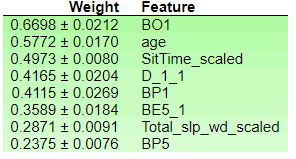 Weight Feature
0.6698 ± 0.0212 BO1
0.5772 ± 0.0170 age
0.4973 ± 0.0080 SitTime_scaled
0.4165 ± 0.0204 D_1_1
0.4115 ± 0.0269 BP1
0.3589 ± 0.0184 BE5_1
0.2871 ± 0.0091 Total_slp_wd_scaled
0.2375 ± 0.0076 BP5